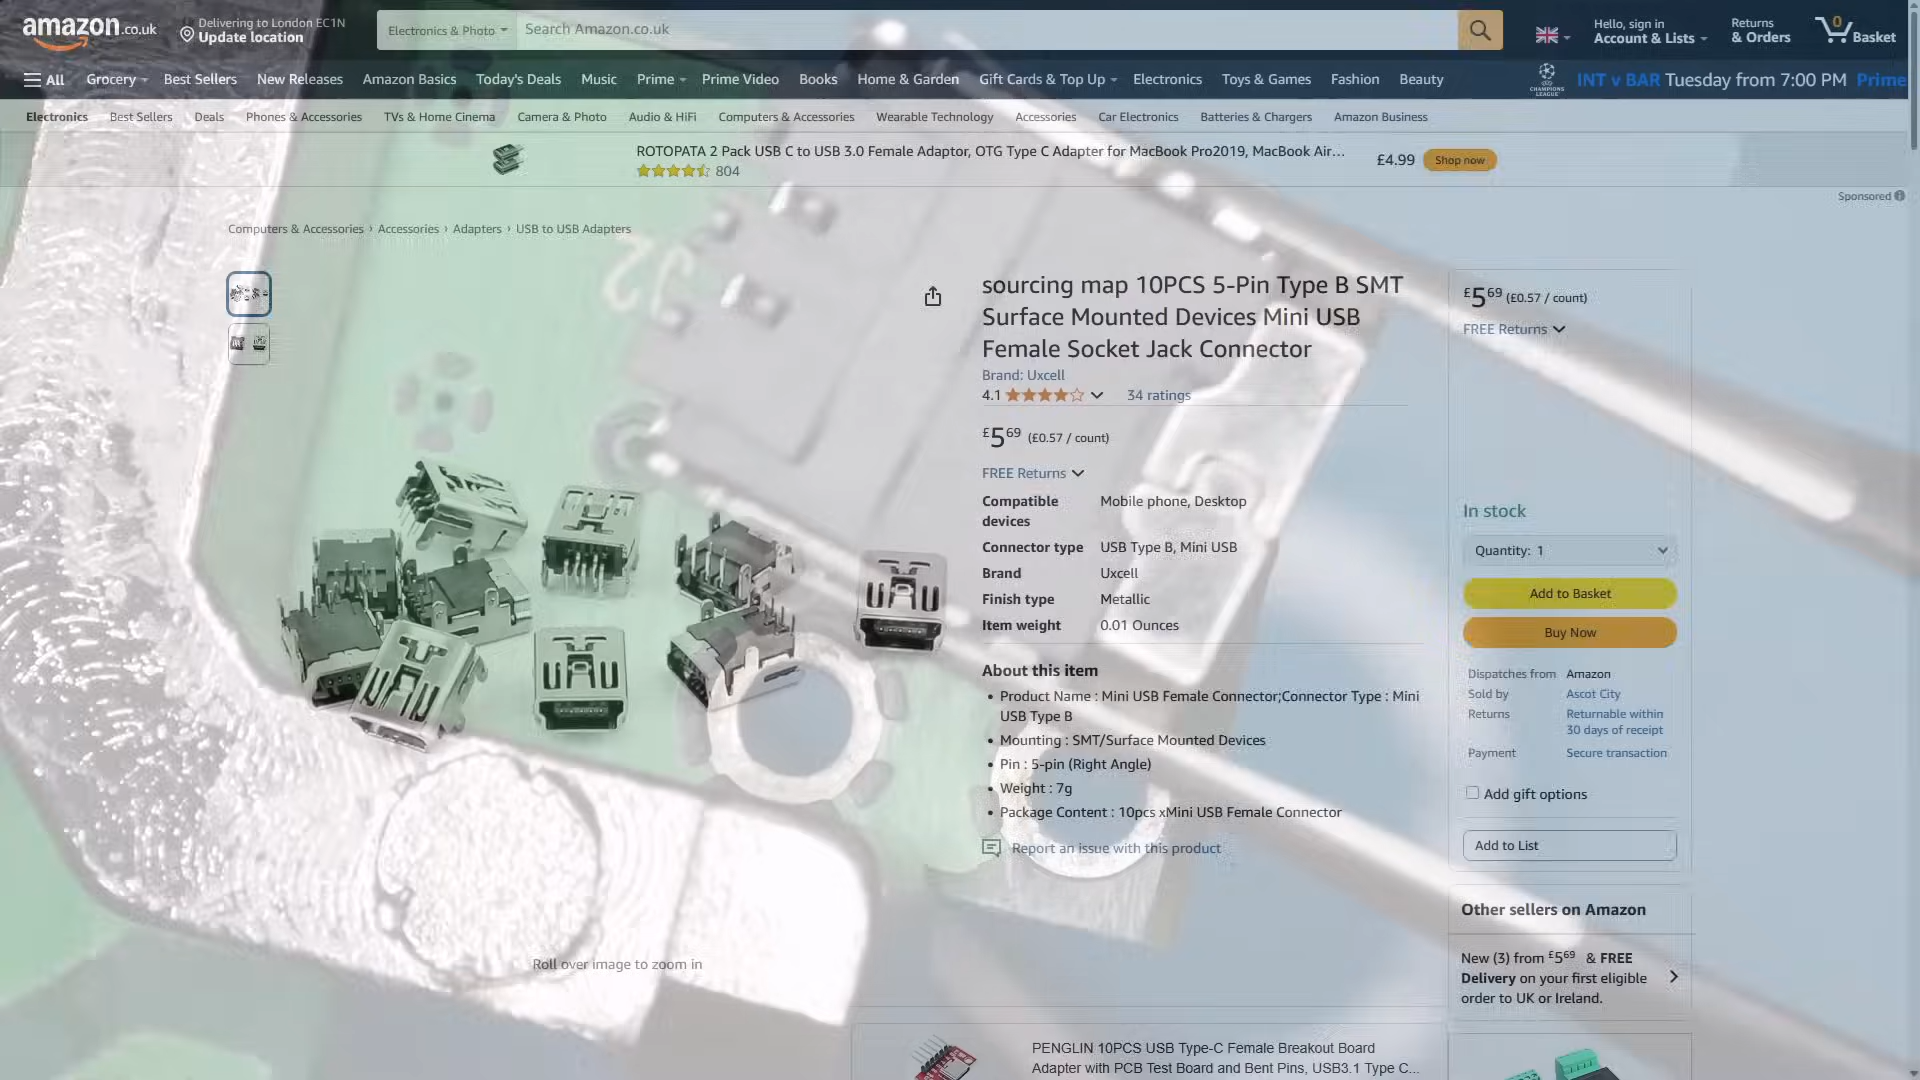 amazon.co.uk
Delivering to London EC1N
Update location
Electronics & Photo
Search Amazon.co.uk
Hello, sign in
Account & Lists
Returns
& Orders
0
Basket
All
Grocery
Best Sellers
New Releases
Amazon Basics
Today's Deals
Music
Prime
Prime Video
Books
Home & Garden
Gift Cards & Top Up
Electronics
Toys & Games
Fashion
Beauty
CHAMPIONS LEAGUE
INT v BAR Tuesday from 7:00 PM Prime
Electronics
Best Sellers
Deals
Phones & Accessories
TVs & Home Cinema
Camera & Photo
Audio & HiFi
Computers & Accessories
Wearable Technology
Accessories
Car Electronics
Batteries & Chargers
Amazon Business
ROTOPATA 2 Pack USB C to USB 3.0 Female Adaptor, OTG Type C Adapter for MacBook Pro2019, MacBook Air…
804
£4.99
Shop now
Sponsored
Computers & Accessories › Accessories › Adapters › USB to USB Adapters
J2
sourcing map 10PCS 5-Pin Type B SMT
Surface Mounted Devices Mini USB
Female Socket Jack Connector
Brand: Uxcell
4.1
34 ratings
£569 (£0.57 / count)
FREE Returns
Compatible devices Mobile phone, Desktop
Connector type USB Type B, Mini USB
Brand Uxcell
Finish type Metallic
Item weight 0.01 Ounces
About this item
• Product Name : Mini USB Female Connector;Connector Type : Mini
USB Type B
• Mounting : SMT/Surface Mounted Devices
• Pin : 5-pin (Right Angle)
• Weight : 7g
• Package Content : 10pcs xMini USB Female Connector
Report an issue with this product
Roll over image to zoom in
£569 (£0.57 / count)
FREE Returns
In stock
Quantity: 1
Add to Basket
Buy Now
Dispatches from Amazon
Sold by Ascot City
Returns Returnable within
30 days of receipt
Payment Secure transaction
Add gift options
Add to List
Other sellers on Amazon
New (3) from £569 & FREE
Delivery on your first eligible
order to UK or Ireland.
PENGLIN 10PCS USB Type-C Female Breakout Board
Adapter with PCB Test Board and Bent Pins, USB3.1 Type C...